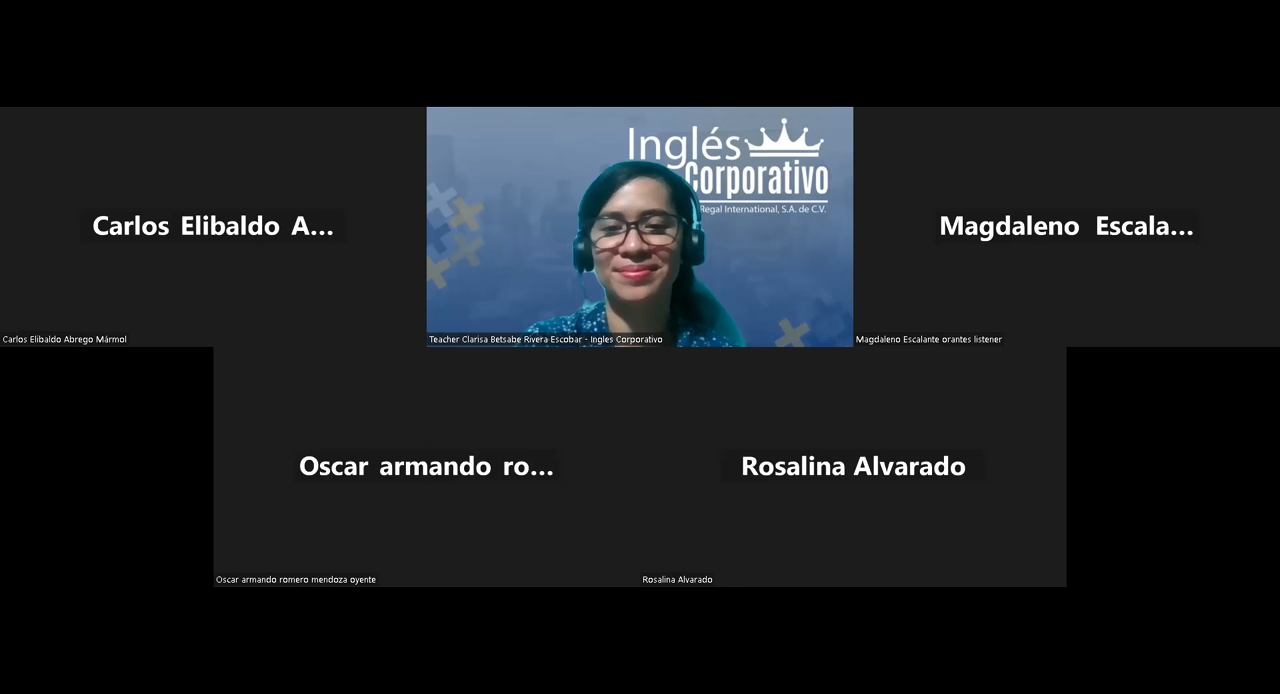 Carlos Elibaldo A...
Carlos Elibaldo Abrego Mármol
Inglés
Corporativo
Regal International, S.A. de C.V.
Teacher Clarisa Betsabe Rivera Escobar - Ingles Corporativo
Magdaleno Escala...
Magdaleno Escalante orantes listener
Oscar armando ro...
Oscar armando romero mendoza oyente
Rosalina Alvarado
Rosalina Alvarado